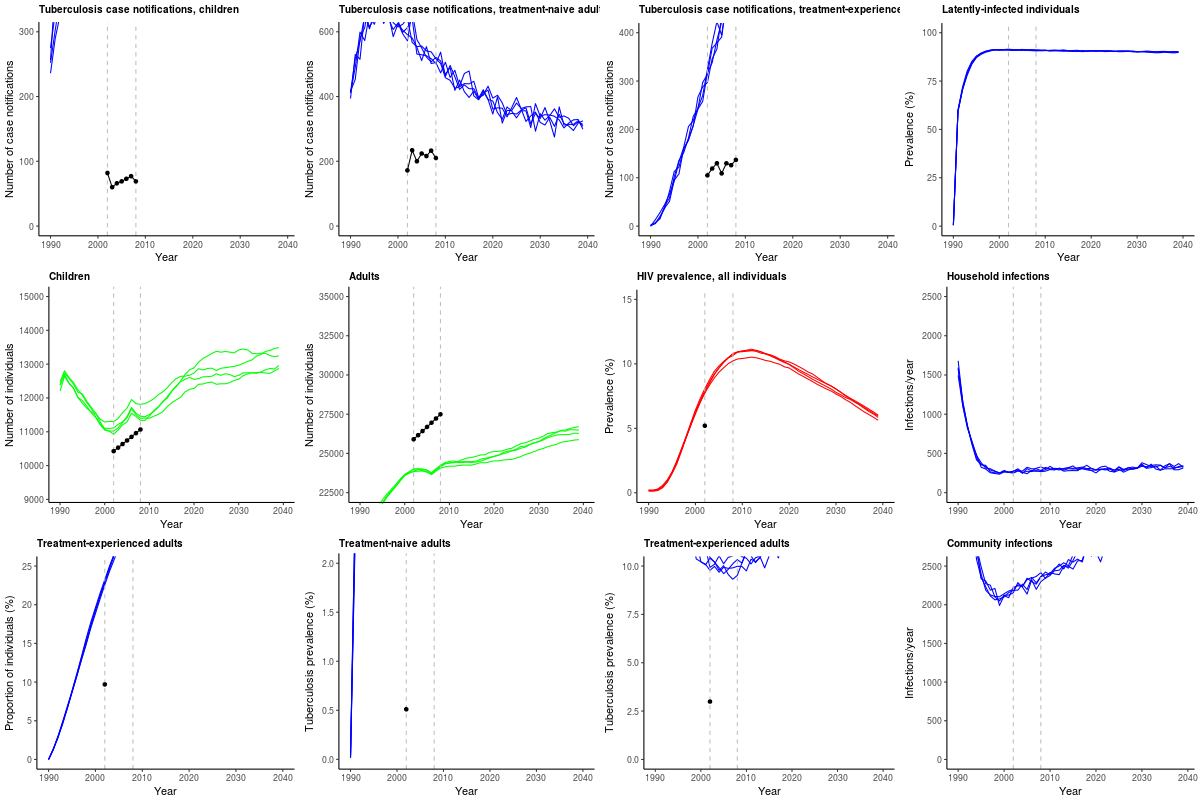 Tuberculosis case notifications, children
Number of case notifications
300
200
100
0
1990 2000 2010 2020 2030 2040
Year
Tuberculosis case notifications, treatment-naive adul
Number of case notifications
600
400
200
0
1990 2000 2010 2020 2030 2040
Year
Tuberculosis case notifications, treatment-experience
Number of case notifications
400
300
200
100
0
1990 2000 2010 2020 2030 2040
Year
Latently-infected individuals
Prevalence (%)
100
75
50
25
0
1990 2000 2010 2020 2030 2040
Year
Children
Number of individuals
15000
14000
13000
12000
11000
10000
9000
1990 2000 2010 2020 2030 2040
Year
Adults
Number of individuals
35000
32500
30000
27500
25000
22500
1990 2000 2010 2020 2030 2040
Year
HIV prevalence, all individuals
Prevalence (%)
15
10
5
0
1990 2000 2010 2020 2030 2040
Year
Household infections
Infections/year
2500
2000
1500
1000
500
0
1990 2000 2010 2020 2030 2040
Year
Treatment-experienced adults
Proportion of individuals (%)
25
20
15
10
5
0
1990 2000 2010 2020 2030 2040
Year
Treatment-naive adults
Tuberculosis prevalence (%)
2.0
1.5
1.0
0.5
0.0
1990 2000 2010 2020 2030 2040
Year
Treatment-experienced adults
Tuberculosis prevalence (%)
10.0
7.5
5.0
2.5
0.0
1990 2000 2010 2020 2030 2040
Year
Community infections
Infections/year
2500
2000
1500
1000
500
0
1990 2000 2010 2020 2030 2040
Year